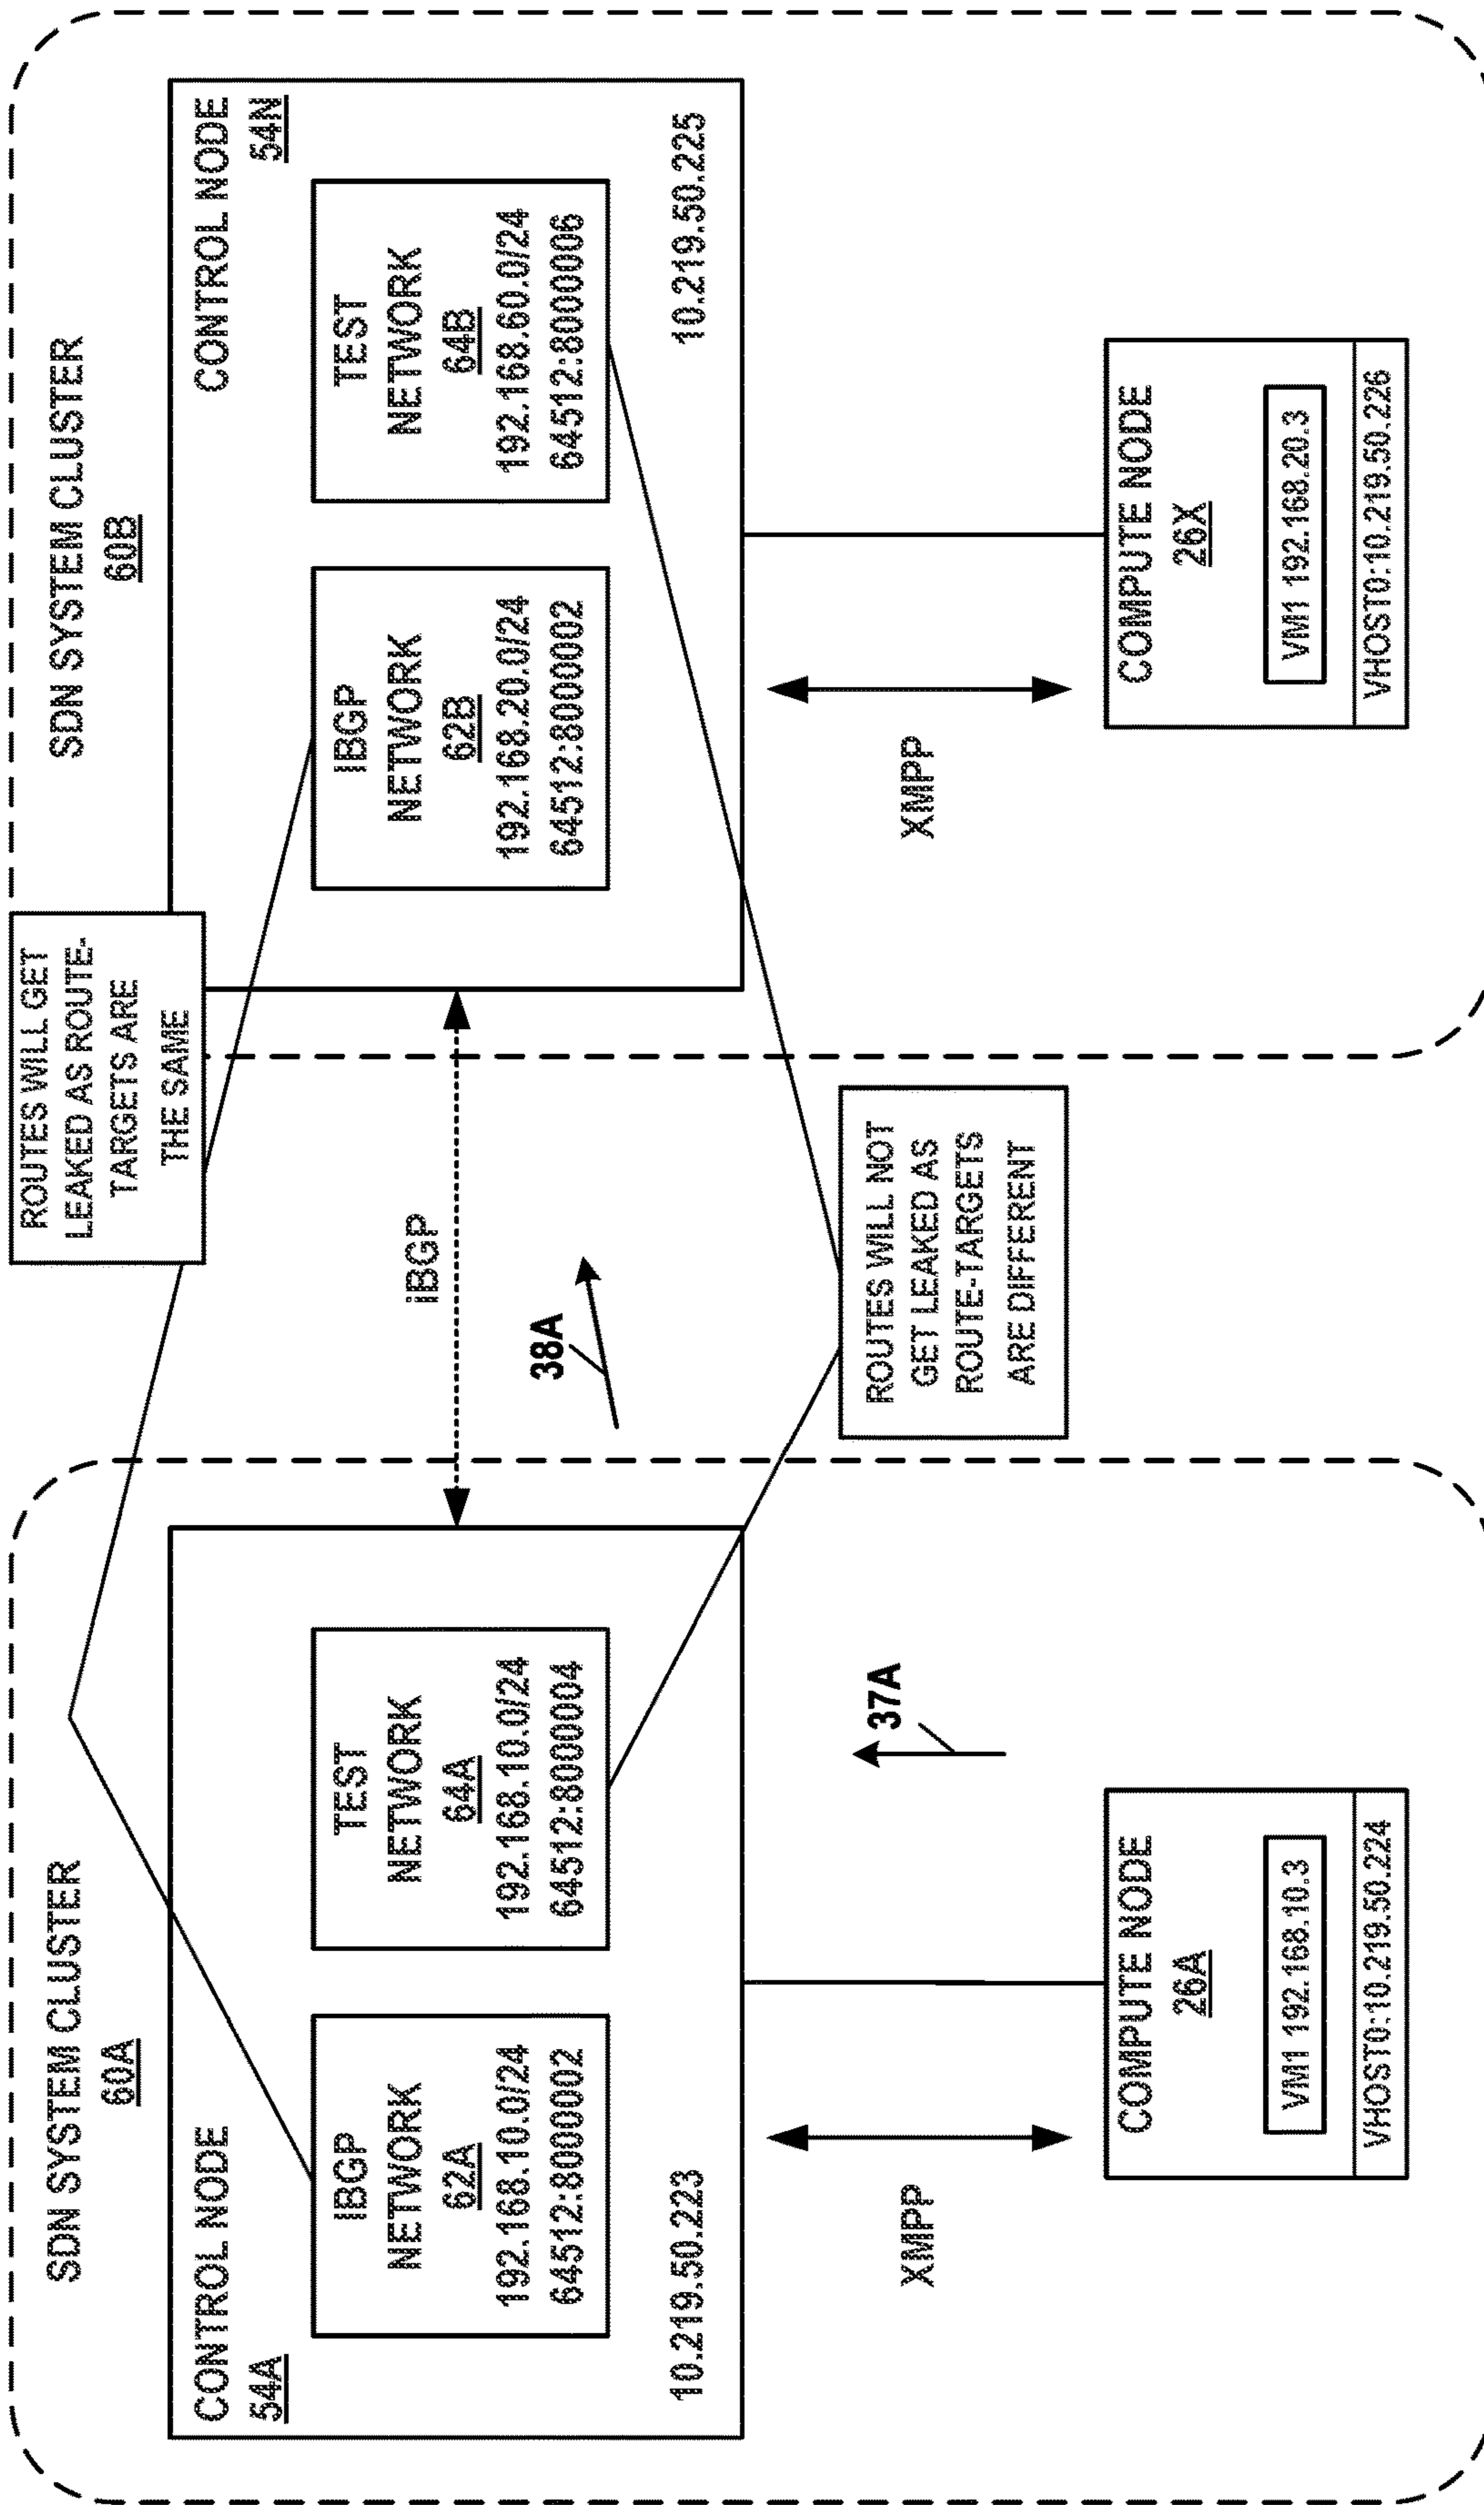 SDN SYSTEM CLUSTER
60A
CONTROL NODE
54A
IBGP
NETWORK
62A
192.168.10.0/24
64512:8000002
TEST
NETWORK
64A
192.168.10.0/24
64512:8000004
10.219.50.223
XMPP
37A
COMPUTE NODE
26A
VM1 192.168.10.3
VHOST0:10.219.50.224
ROUTES WILL GET
LEAKED AS ROUTE-
TARGETS ARE
THE SAME
iBGP
38A
ROUTES WILL NOT
GET LEAKED AS
ROUTE-TARGETS
ARE DIFFERENT
SDN SYSTEM CLUSTER
60B
CONTROL NODE
54N
IBGP
NETWORK
62B
192.168.20.0/24
64512:8000002
TEST
NETWORK
64B
192.168.60.0/24
64512:8000006
10.219.50.225
XMPP
COMPUTE NODE
26X
VM1 192.168.20.3
VHOST0:10.219.50.226